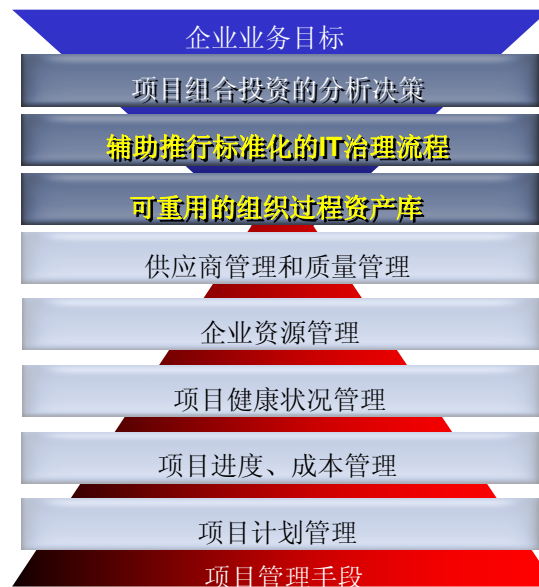 企业业务目标
项目组合投资的分析决策
辅助推行标准化的IT治理流程
可重用的组织过程资产库
供应商管理和质量管理
企业资源管理
项目健康状况管理
项目进度、成本管理
项目计划管理
项目管理手段